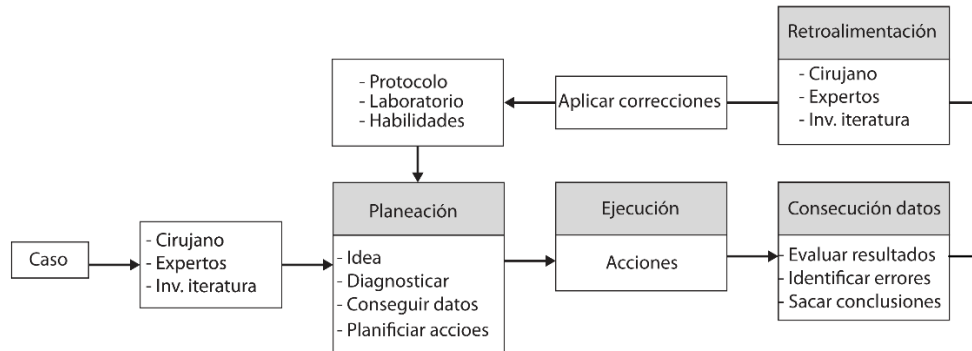 Retroalimentación
- Cirujano
- Expertos
- Inv. iteratura
Aplicar correcciones
- Protocolo
- Laboratorio
- Habilidades
Caso
- Cirujano
- Expertos
- Inv. iteratura
Planeación
- Idea
- Diagnosticar
- Conseguir datos
- Planificiar accioes
Ejecución
Acciones
Consecución datos
- Evaluar resultados
- Identificar errores
- Sacar conclusiones